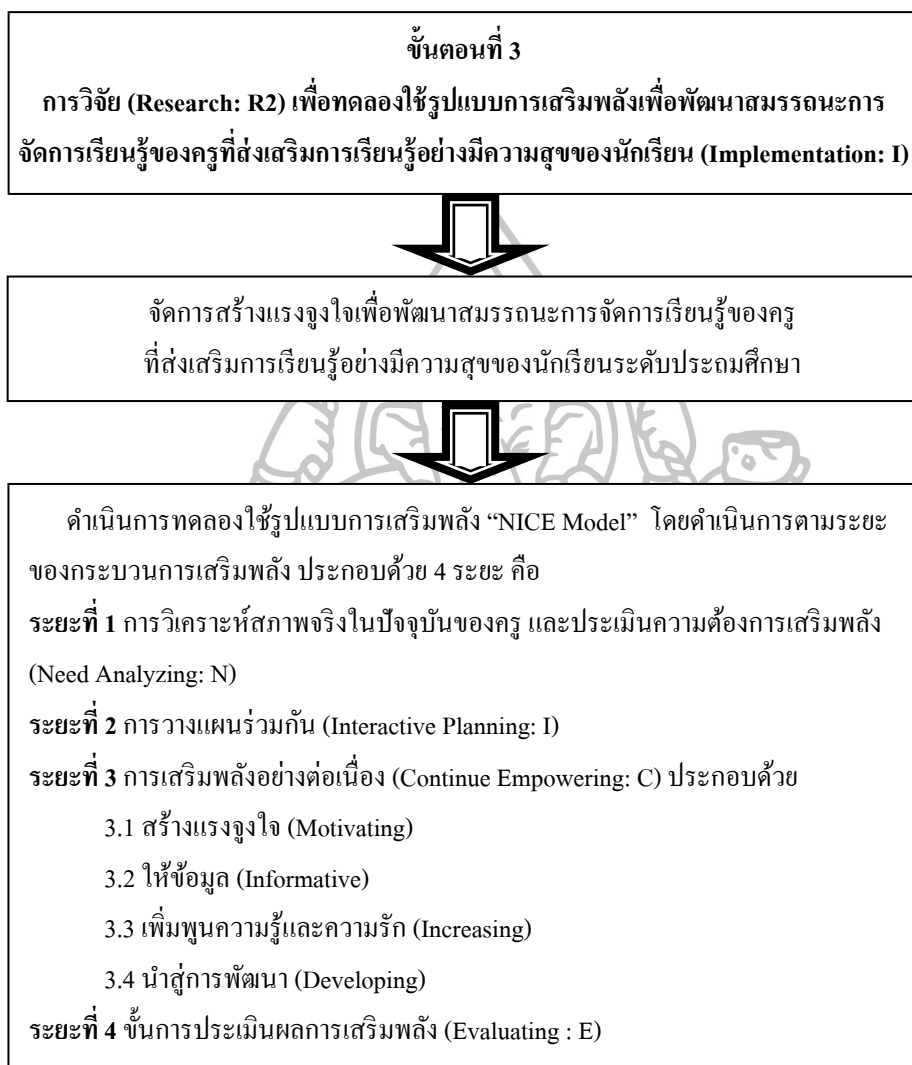 ขั้นตอนที่ 3
การวิจัย (Research: R2) เพื่อทดลองใช้รูปแบบการเสริมพลังเพื่อพัฒนาสมรรถนะการ
จัดการเรียนรู้ของครูที่ส่งเสริมการเรียนรู้อย่างมีความสุขของนักเรียน (Implementation: I)
จัดการสร้างแรงจูงใจเพื่อพัฒนาสมรรถนะการจัดการเรียนรู้ของครู
ที่ส่งเสริมการเรียนรู้อย่างมีความสุขของนักเรียนระดับประถมศึกษา
ดำเนินการทดลองใช้รูปแบบการเสริมพลัง “NICE Model” โดยดำเนินการตามระยะ
ของกระบวนการเสริมพลัง ประกอบด้วย 4 ระยะ คือ
ระยะที่ 1 การวิเคราะห์สภาพจริงในปัจจุบันของครู และประเมินความต้องการเสริมพลัง
(Need Analyzing: N)
ระยะที่ 2 การวางแผนร่วมกัน (Interactive Planning: I)
ระยะที่ 3 การเสริมพลังอย่างต่อเนื่อง (Continue Empowering: C) ประกอบด้วย
3.1 สร้างแรงจูงใจ (Motivating)
3.2 ให้ข้อมูล (Informative)
3.3 เพิ่มพูนความรู้และความรัก (Increasing)
3.4 นำสู่การพัฒนา (Developing)
ระยะที่ 4 ขั้นการประเมินผลการเสริมพลัง (Evaluating : E)